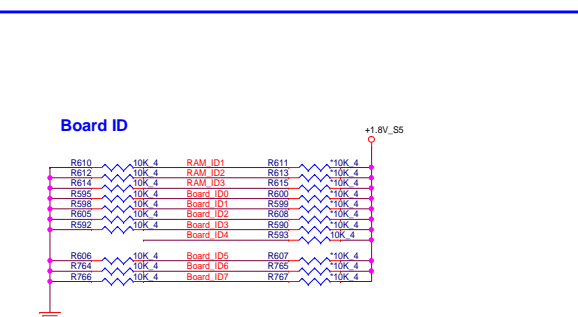 Board ID
+1.8V_S5
R610 10K_4 RAM_ID1 R611 *10K_4
R612 10K_4 RAM_ID2 R613 *10K_4
R614 10K_4 RAM_ID3 R615 *10K_4
R595 10K_4 Board_ID0 R600 *10K_4
R598 10K_4 Board_ID1 R599 *10K_4
R605 10K_4 Board_ID2 R608 *10K_4
R592 10K_4 Board_ID3 R590 *10K_4
Board_ID4 R593 10K_4
R606 10K_4 Board_ID5 R607 *10K_4
R764 10K_4 Board_ID6 R765 *10K_4
R766 10K_4 Board_ID7 R767 *10K_4